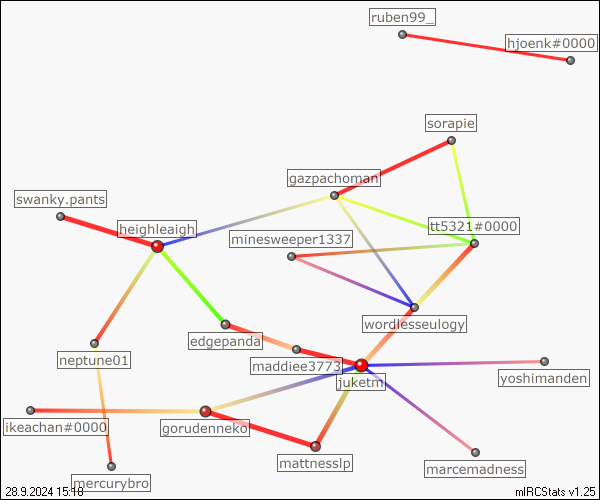 ruben99_
hjoenk#0000
sorapie
gazpachoman
swanky.pants
heighleaigh
tt5321#0000
minesweeper1337
wordlesseulogy
edgepanda
neptune01
maddiee3773
juketm
yoshimanden
ikeachan#0000
gorudenneko
mattnesslp
marcemadness
mercurybro
28.9.2024 15:18
mIRCStats v1.25